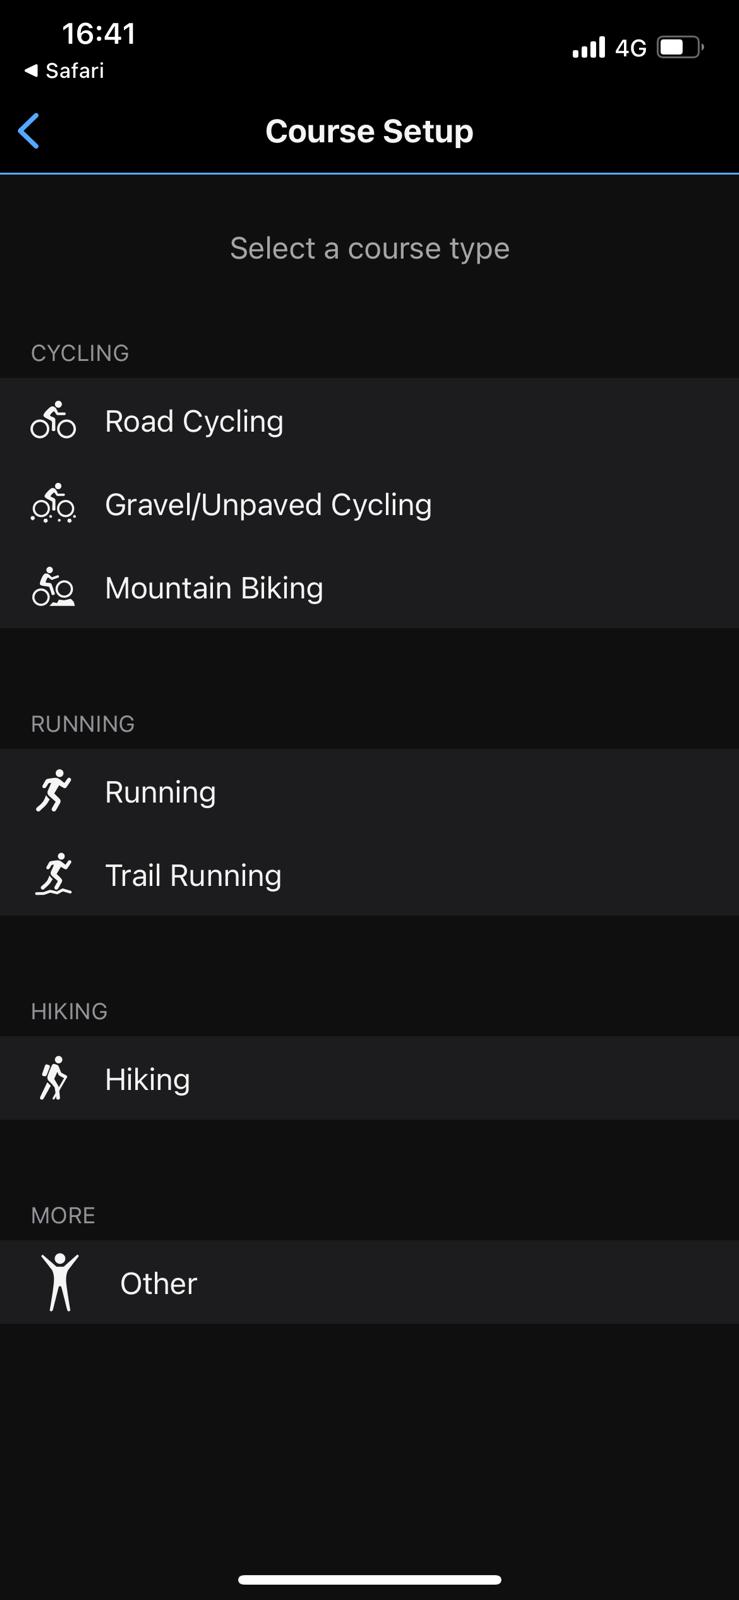 16:41
4G
◀ Safari
Course Setup
Select a course type
CYCLING
Road Cycling
Gravel/Unpaved Cycling
Mountain Biking
RUNNING
Running
Trail Running
HIKING
Hiking
MORE
Other